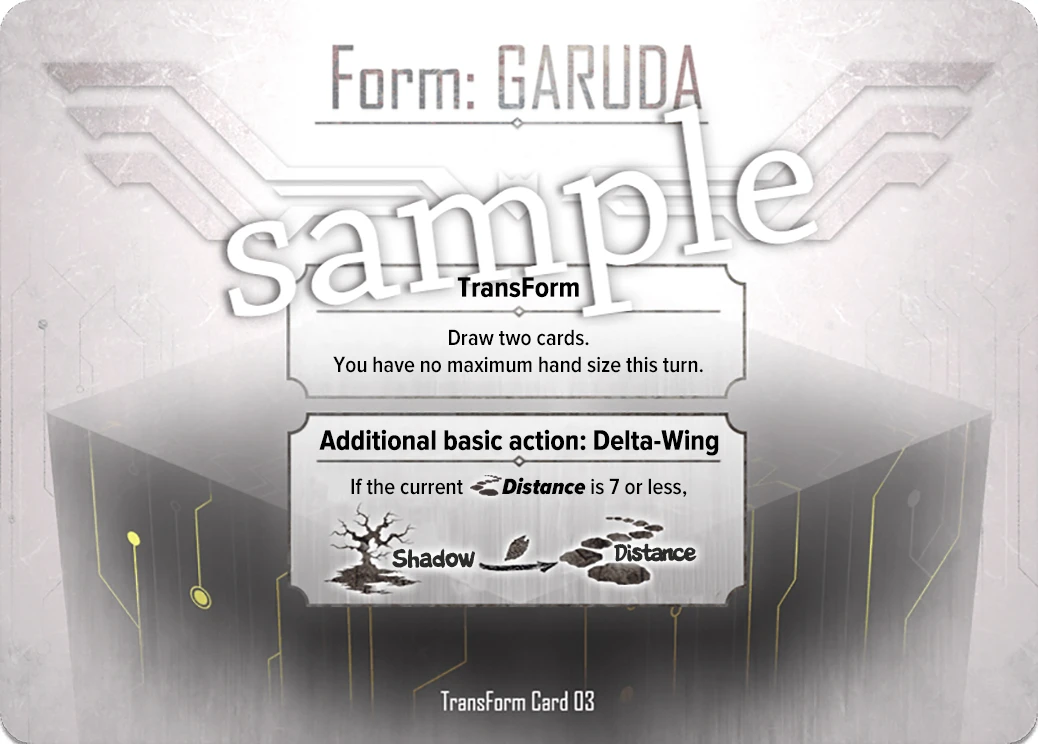 Form: GARUDA
sample
TransForm
Draw two cards.
You have no maximum hand size this turn.
Additional basic action: Delta-Wing
If the current Distance is 7 or less,
Shadow Distance
TransForm Card 03